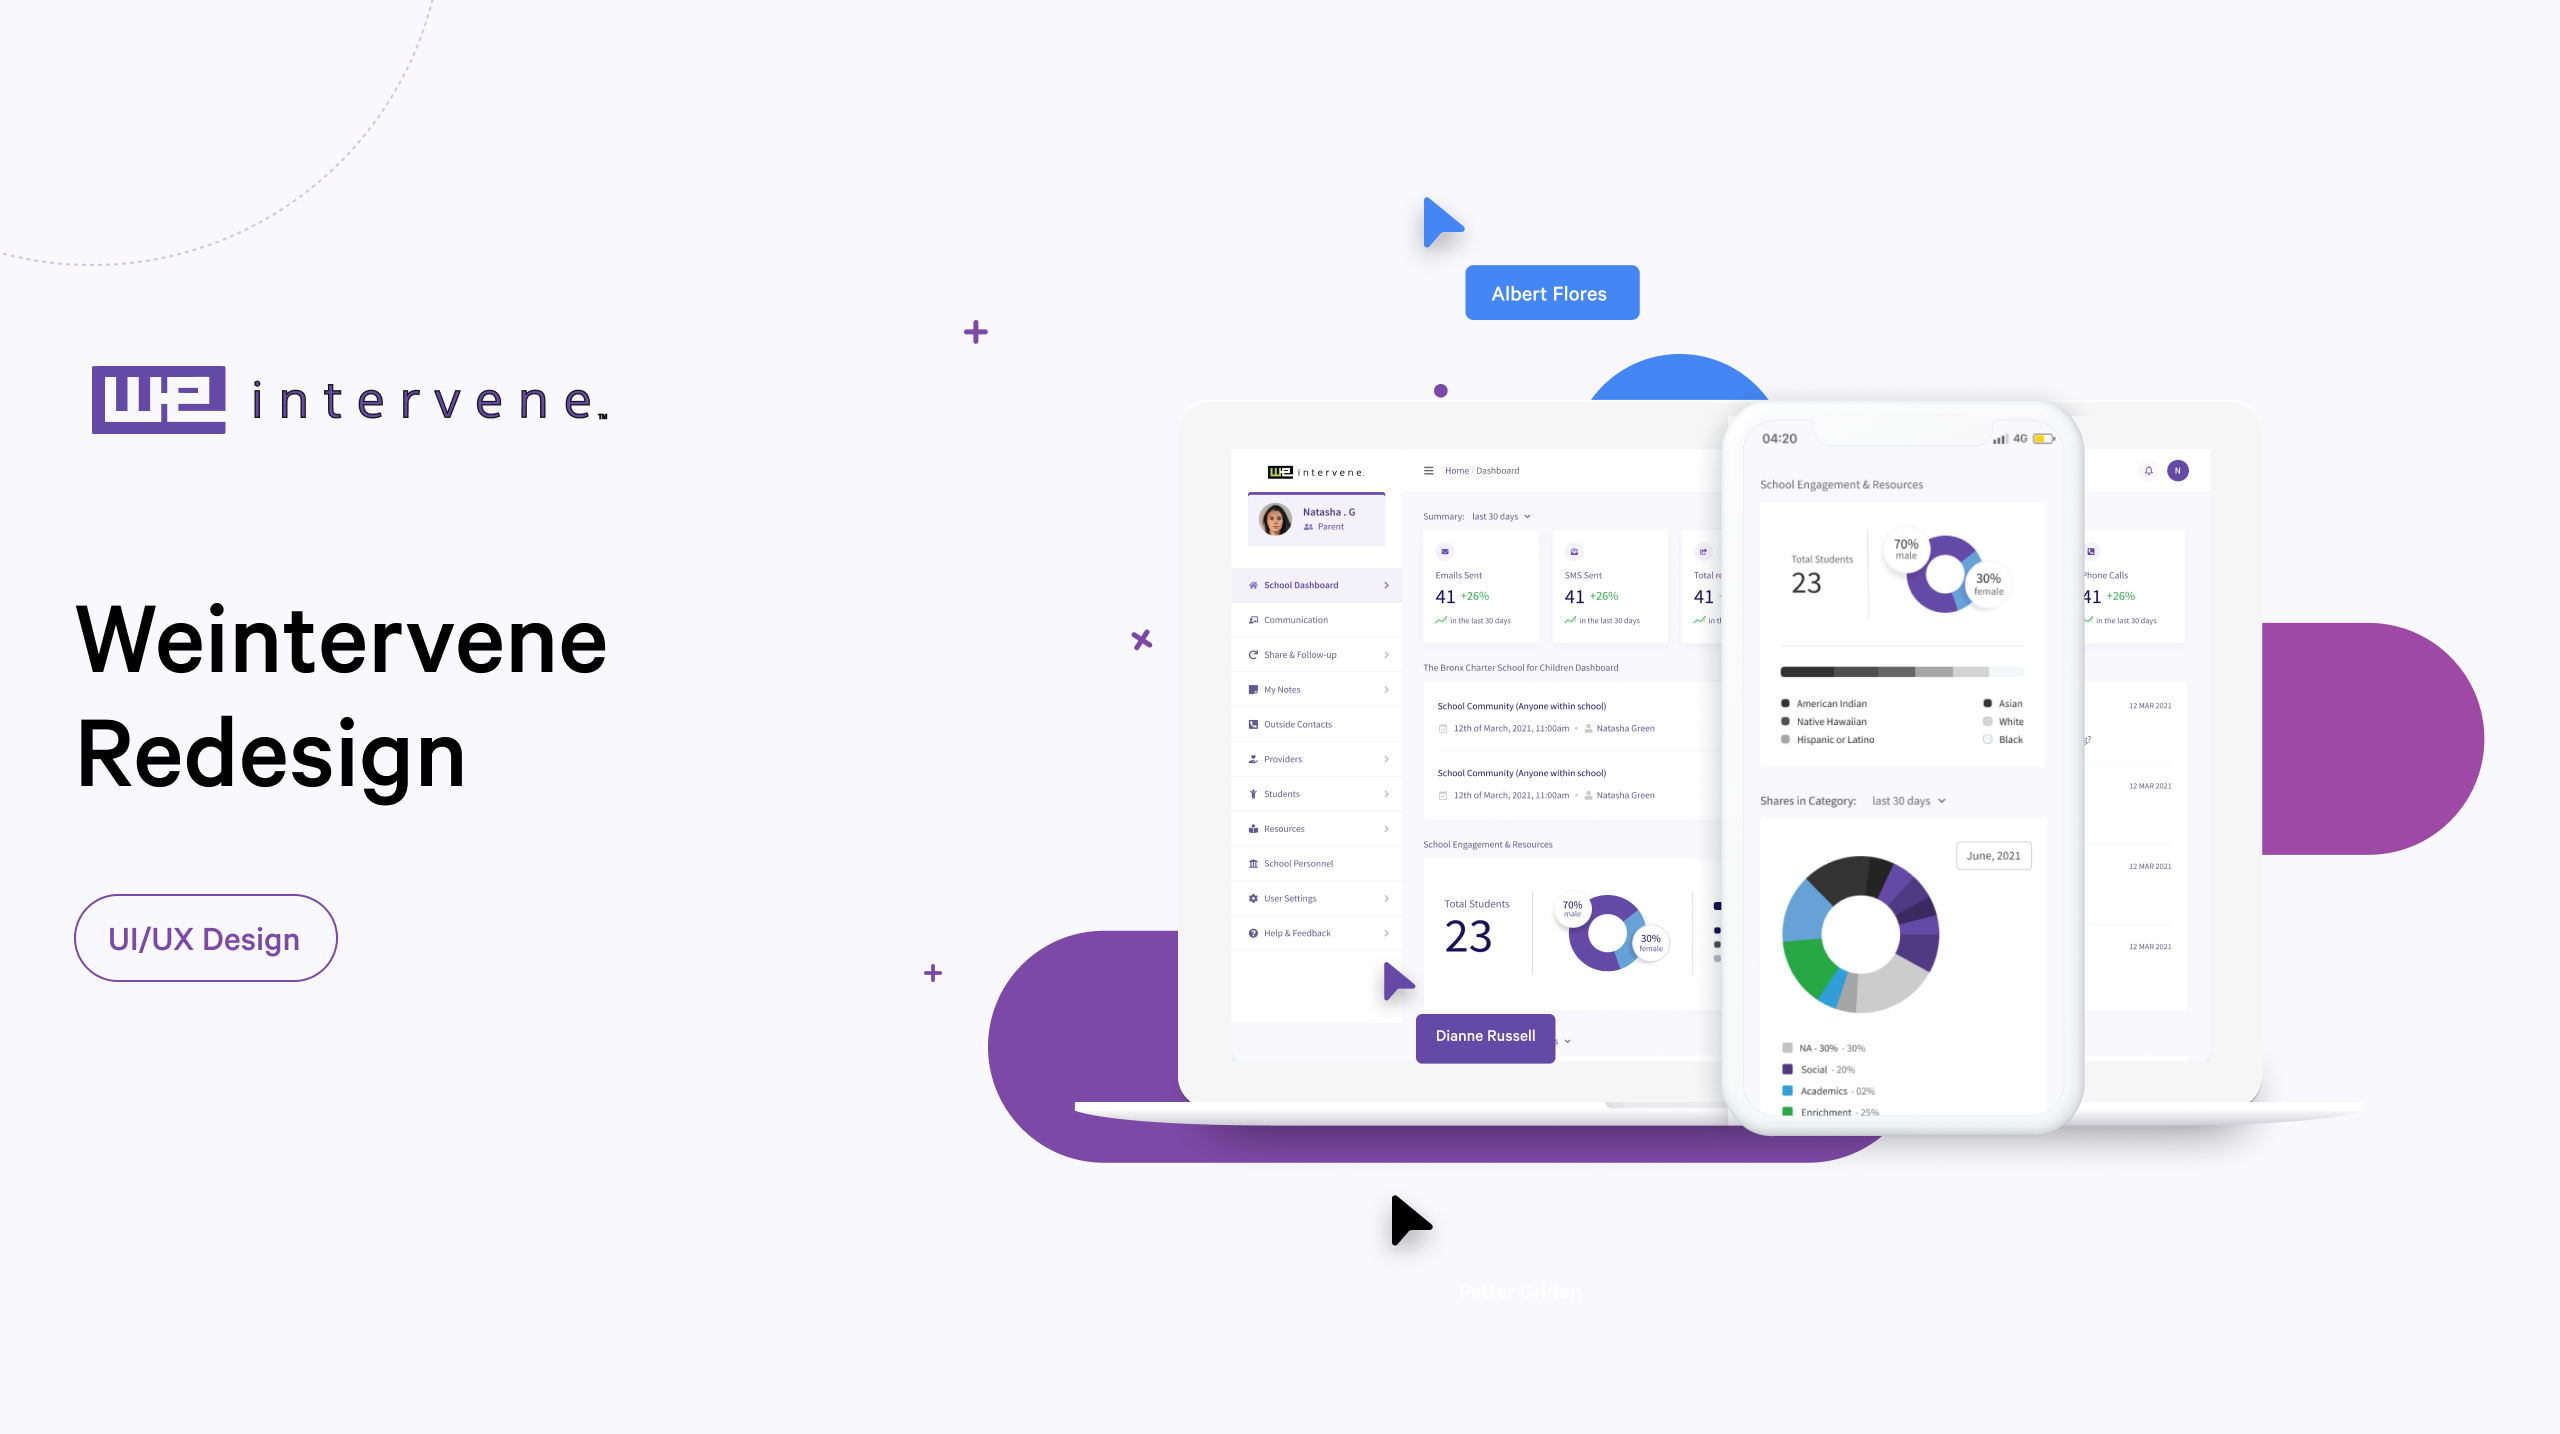 WE intervene™
Weintervene
Redesign
UI/UX Design
Albert Flores
WE intervene.
Natasha . G
Parent
School Dashboard
Communication
Share & Follow-up
My Notes
Outside Contacts
Providers
Students
Resources
School Personnel
User Settings
Help & Feedback
Home / Dashboard
N
Summary: last 30 days
Emails Sent
41 +26%
in the last 30 days
SMS Sent
41 +26%
in the last 30 days
Total re
41
in t
Phone Calls
41 +26%
in the last 30 days
The Bronx Charter School for Children Dashboard
School Community (Anyone within school)
12th of March, 2021, 11:00am • Natasha Green
School Community (Anyone within school)
12th of March, 2021, 11:00am • Natasha Green
12 MAR 2021
g?
12 MAR 2021
12 MAR 2021
12 MAR 2021
School Engagement & Resources
Total Students
23
70%
male
30%
female
Dianne Russell
s
04:20
4G
School Engagement & Resources
Total Students
23
70%
male
30%
female
American Indian
Asian
Native Hawaiian
White
Hispanic or Latino
Black
Shares in Category: last 30 days
June, 2021
NA - 30% - 30%
Social - 20%
Academics - 02%
Enrichment - 25%
Petter Griffen